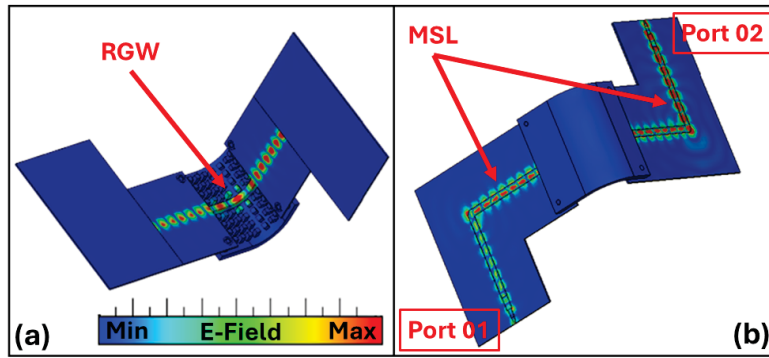 RGW
(a)
Min E-Field Max
MSL
Port 02
Port 01
(b)